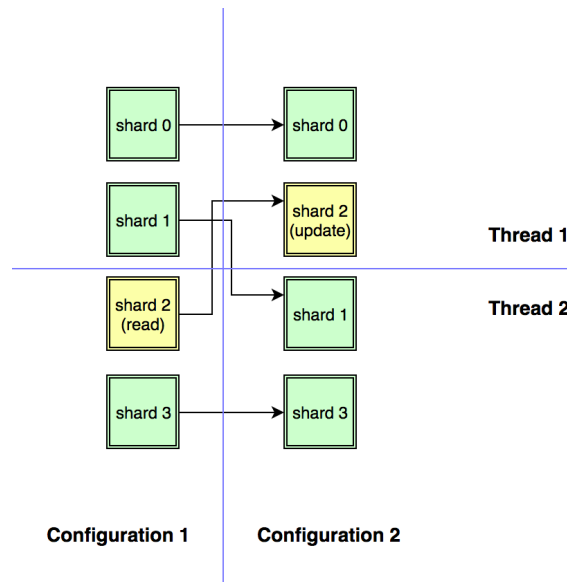 shard 0
shard 0
shard 1
shard 2
(update)
Thread 1
shard 2
(read)
shard 1
Thread 2
shard 3
shard 3
Configuration 1
Configuration 2